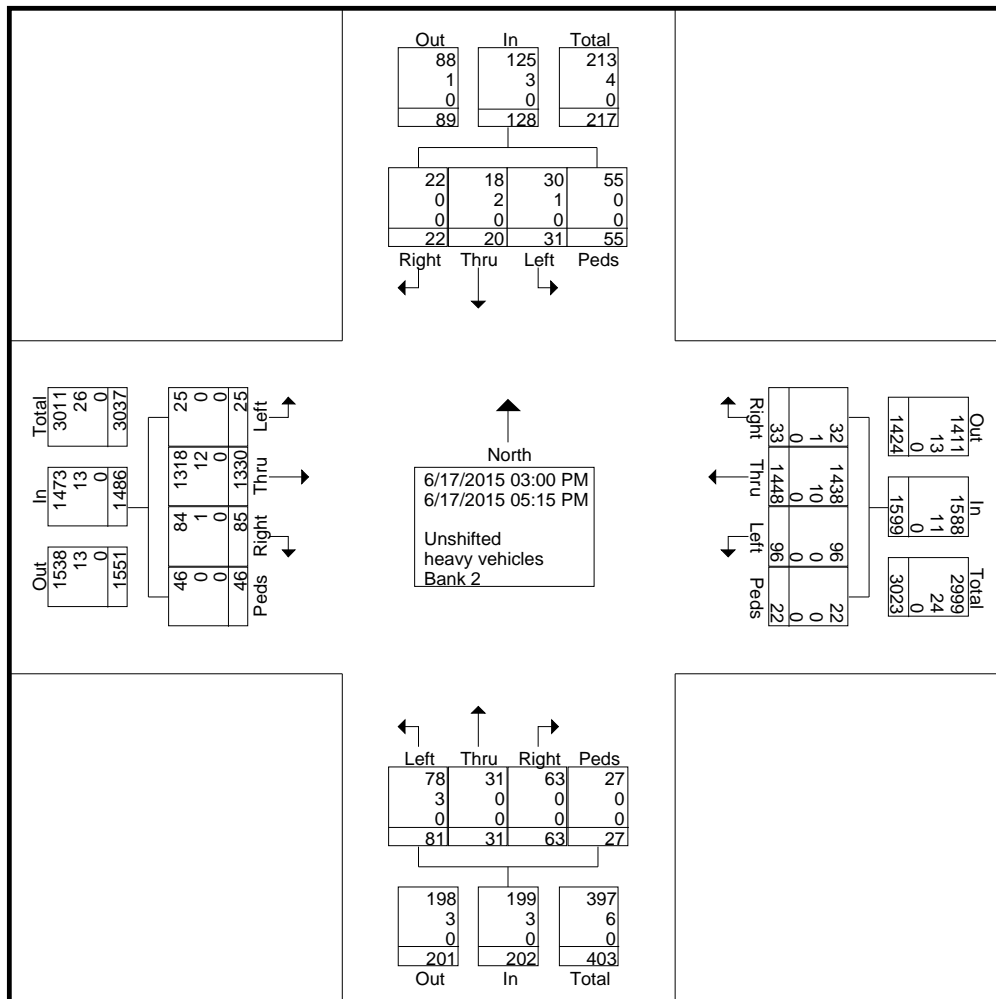 Out In Total
88 125 213
1 3 4
0 0 0
89 128 217
22 18 30 55
0 2 1 0
0 0 0 0
22 20 31 55
Right Thru Left Peds
Total
3011
26
0
3037
In
1473
13
0
1486
Out
1538
13
0
1551
25
0
0
25
Left
1318
12
0
1330
Thru
84
1
0
85
Right
46
0
0
46
Peds
North
6/17/2015 03:00 PM
6/17/2015 05:15 PM
Unshifted
heavy vehicles
Bank 2
Right
33
0
1
32
Thru
1448
0
10
1438
Left
96
0
0
96
Peds
22
0
0
22
Out
1411
13
0
1424
In
1588
11
0
1599
Total
2999
24
0
3023
Left Thru Right Peds
78 31 63 27
3 0 0 0
0 0 0 0
81 31 63 27
198 199 397
3 3 6
0 0 0
201 202 403
Out In Total